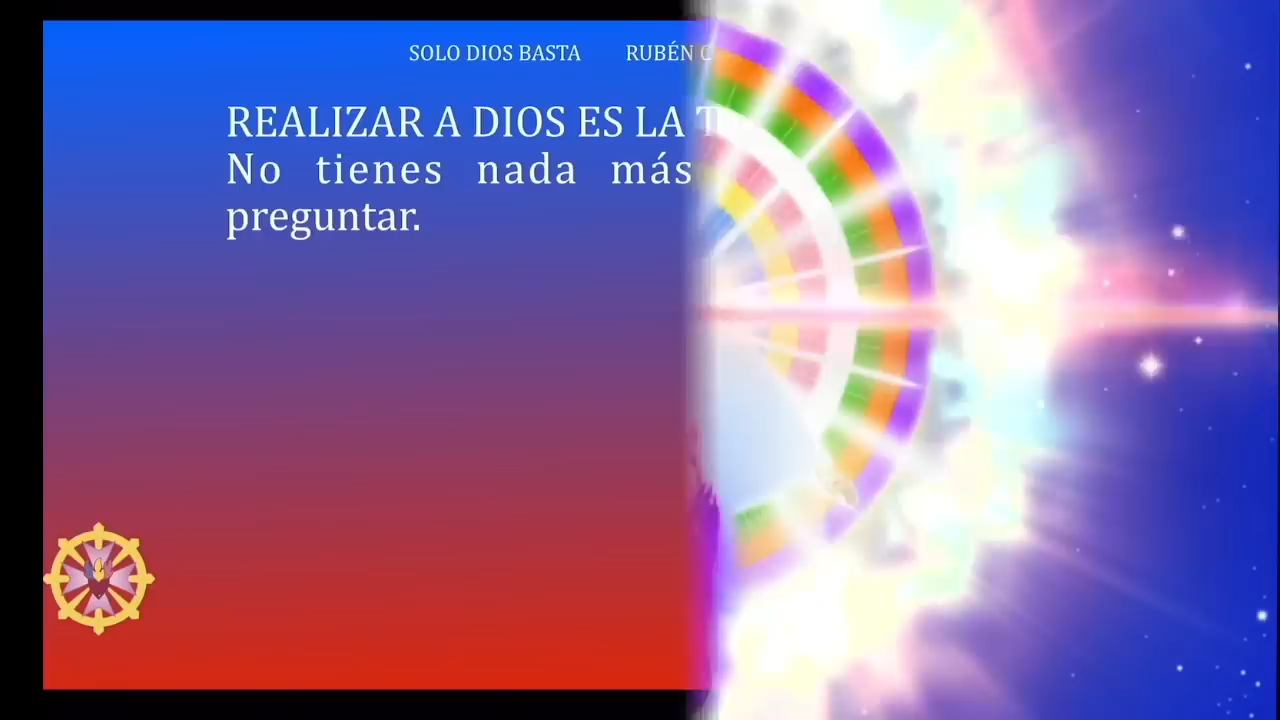 SOLO DIOS BASTA RUBÉN
REALIZAR A DIOS ES LA
No tienes nada más
preguntar.